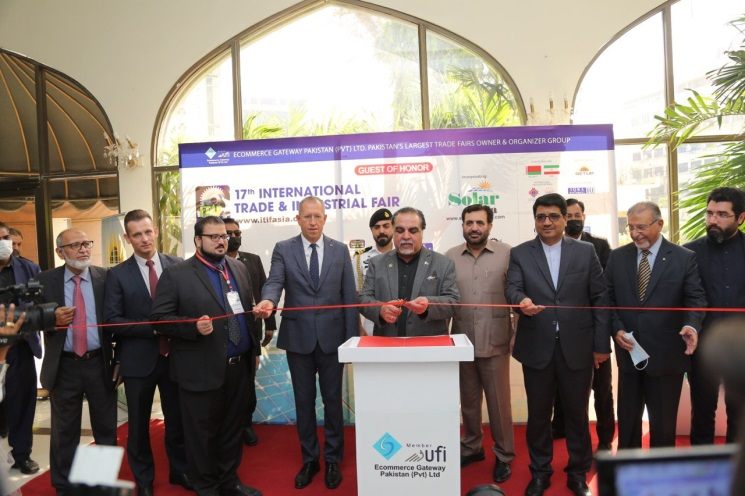 ECOMMERCE GATEWAY PAKISTAN (PVT) LTD. PAKISTAN'S LARGEST TRADE FAIRS OWNER & ORGANIZER GROUP
GUEST OF HONOR
17th INTERNATIONAL
TRADE & INDUSTRIAL FAIR
www.itifasia.
Solar
Member
ufi
Ecommerce Gateway
Pakistan (Pvt) Ltd